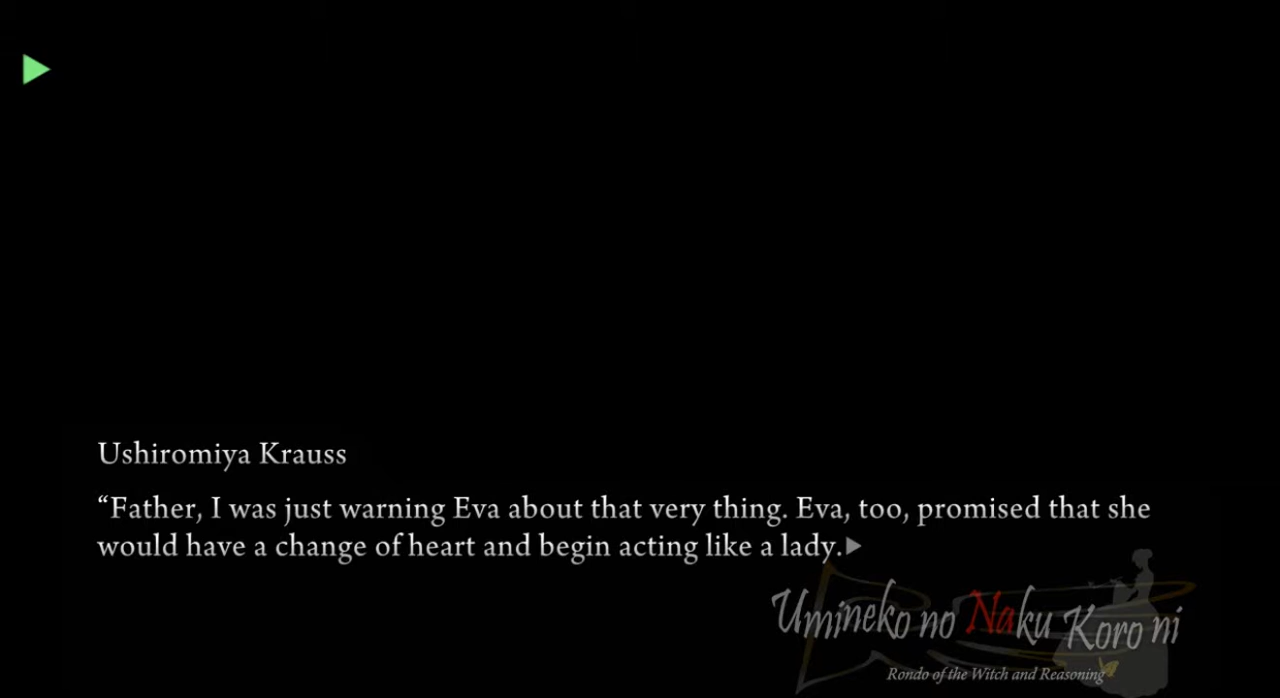 Ushiromiya Krauss
“Father, I was just warning Eva about that very thing. Eva, too, promised that she
would have a change of heart and begin acting like a lady.
Umineko no Naku Koro ni
Rondo of the Witch and Reasoning